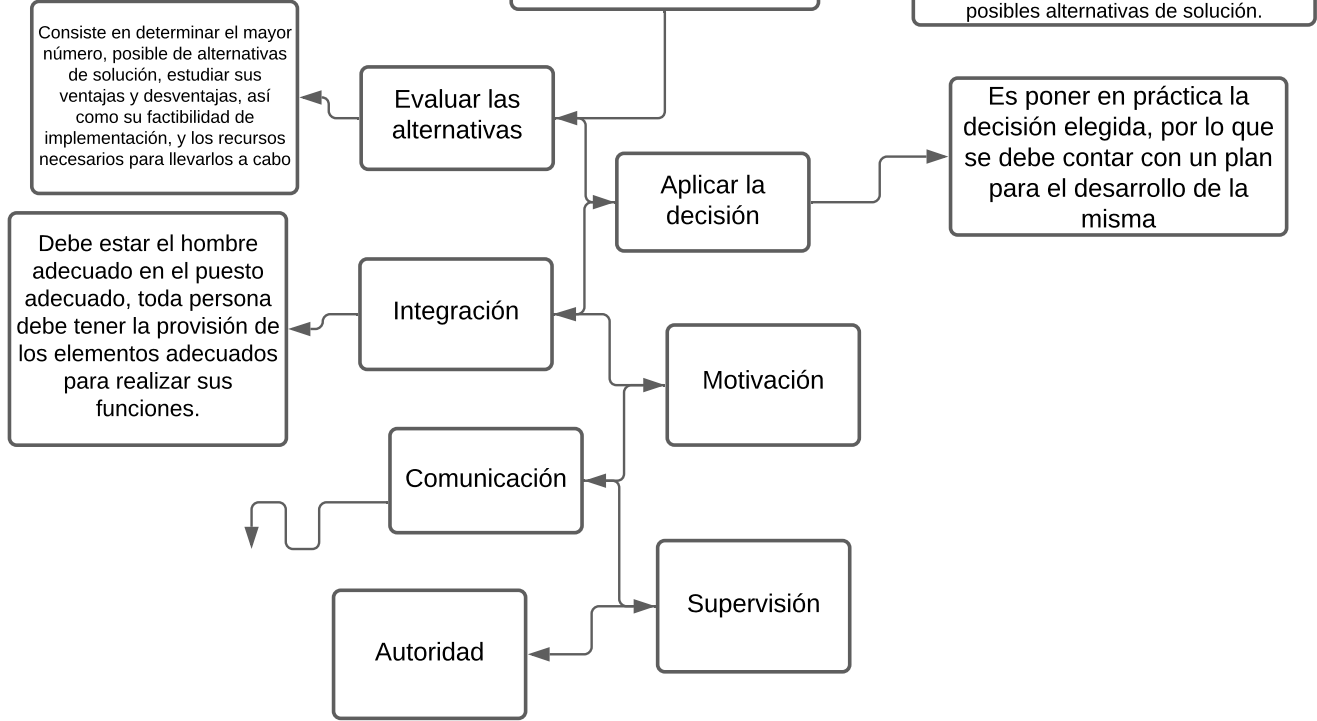 posibles alternativas de solución.
Consiste en determinar el mayor
número, posible de alternativas
de solución, estudiar sus
ventajas y desventajas, así
como su factibilidad de
implementación, y los recursos
necesarios para llevarlos a cabo
Evaluar las
alternativas
Es poner en práctica la
decisión elegida, por lo que
se debe contar con un plan
para el desarrollo de la
misma
Aplicar la
decisión
Debe estar el hombre
adecuado en el puesto
adecuado, toda persona
debe tener la provisión de
los elementos adecuados
para realizar sus
funciones.
Integración
Motivación
Comunicación
Supervisión
Autoridad